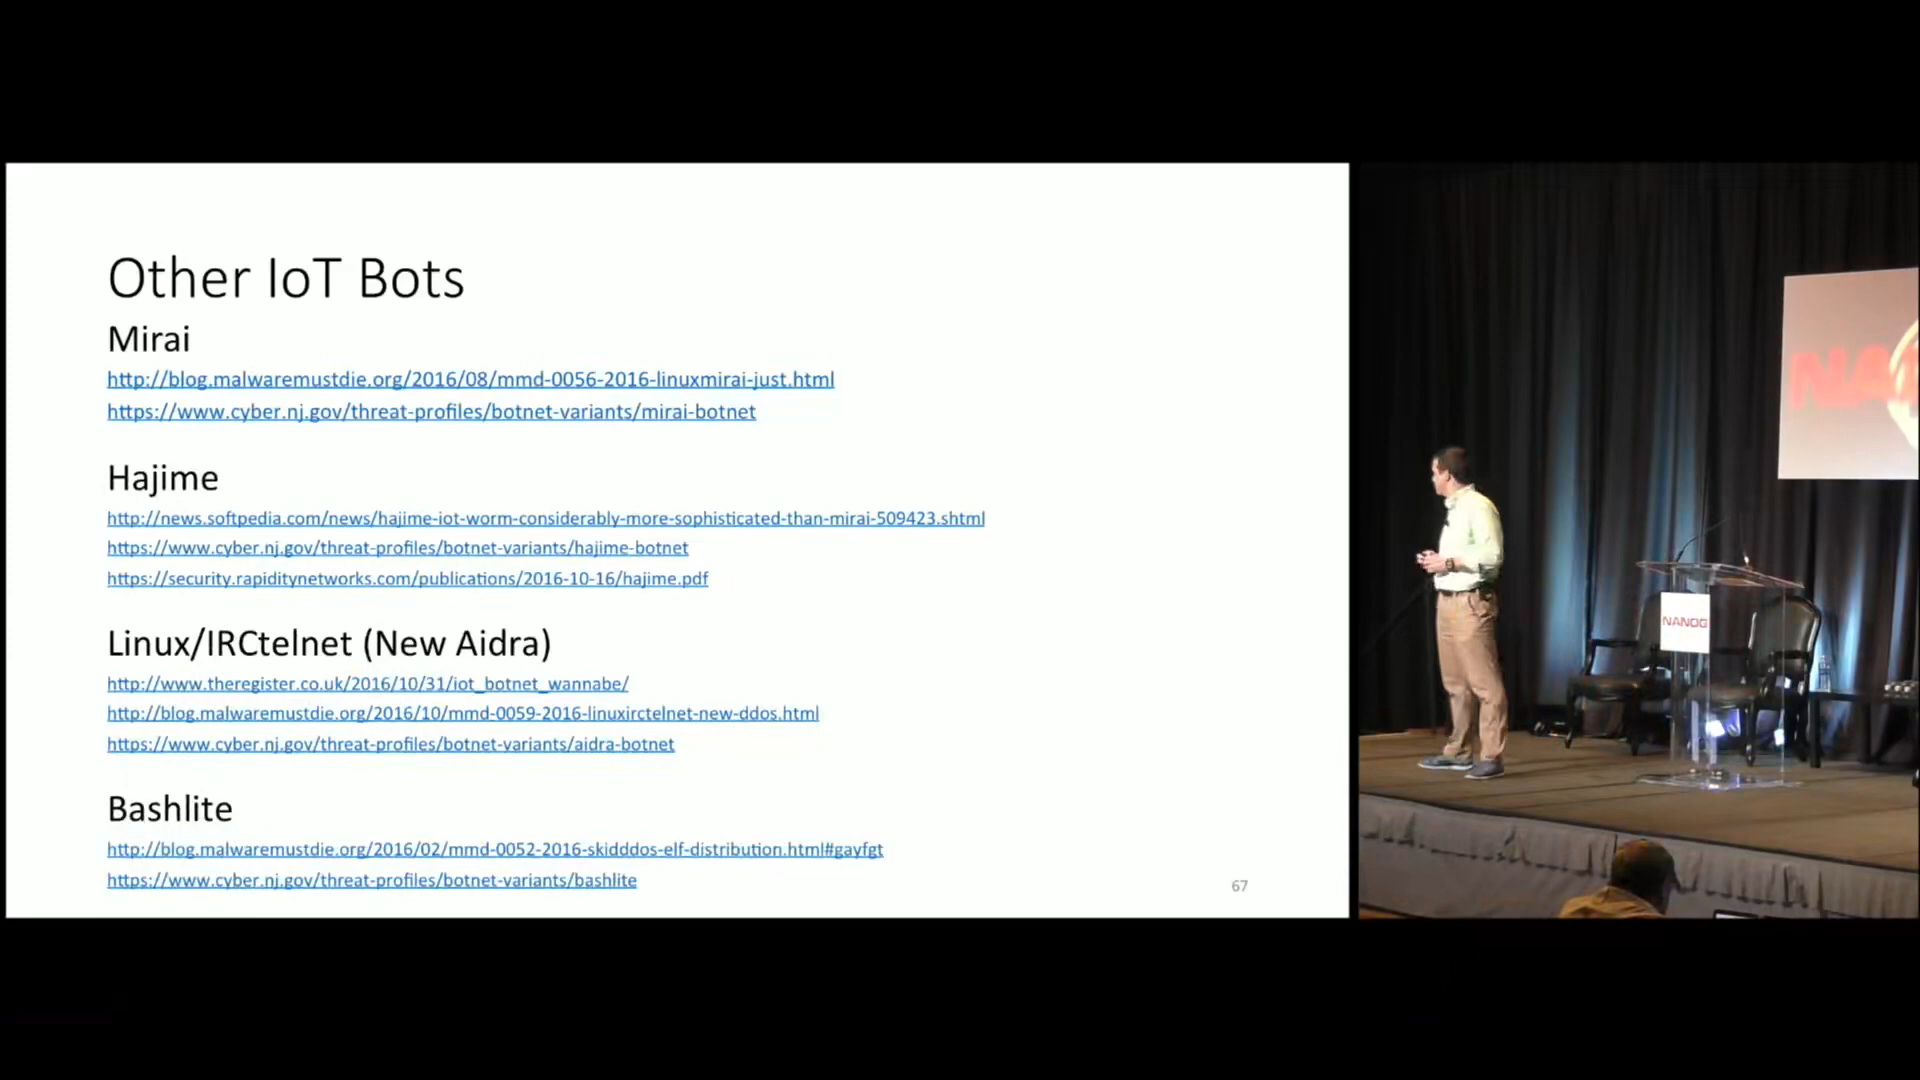 Other IoT Bots
Mirai
http://blog.malwaremustdie.org/2016/08/mmd-0056-2016-linuxmirai-just.html
https://www.cyber.nj.gov/threat-profiles/botnet-variants/mirai-botnet
Hajime
http://news.softpedia.com/news/hajime-iot-worm-considerably-more-sophisticated-than-mirai-509423.shtml
https://www.cyber.nj.gov/threat-profiles/botnet-variants/hajime-botnet
https://security.rapiditynetworks.com/publications/2016-10-16/hajime.pdf
Linux/IRCtelnet (New Aidra)
http://www.theregister.co.uk/2016/10/31/iot_botnet_wannabe/
http://blog.malwaremustdie.org/2016/10/mmd-0059-2016-linuxirctelnet-new-ddos.html
https://www.cyber.nj.gov/threat-profiles/botnet-variants/aidra-botnet
Bashlite
http://blog.malwaremustdie.org/2016/02/mmd-0052-2016-skidddos-elf-distribution.html#gayfgt
https://www.cyber.nj.gov/threat-profiles/botnet-variants/bashlite
67
NANOG